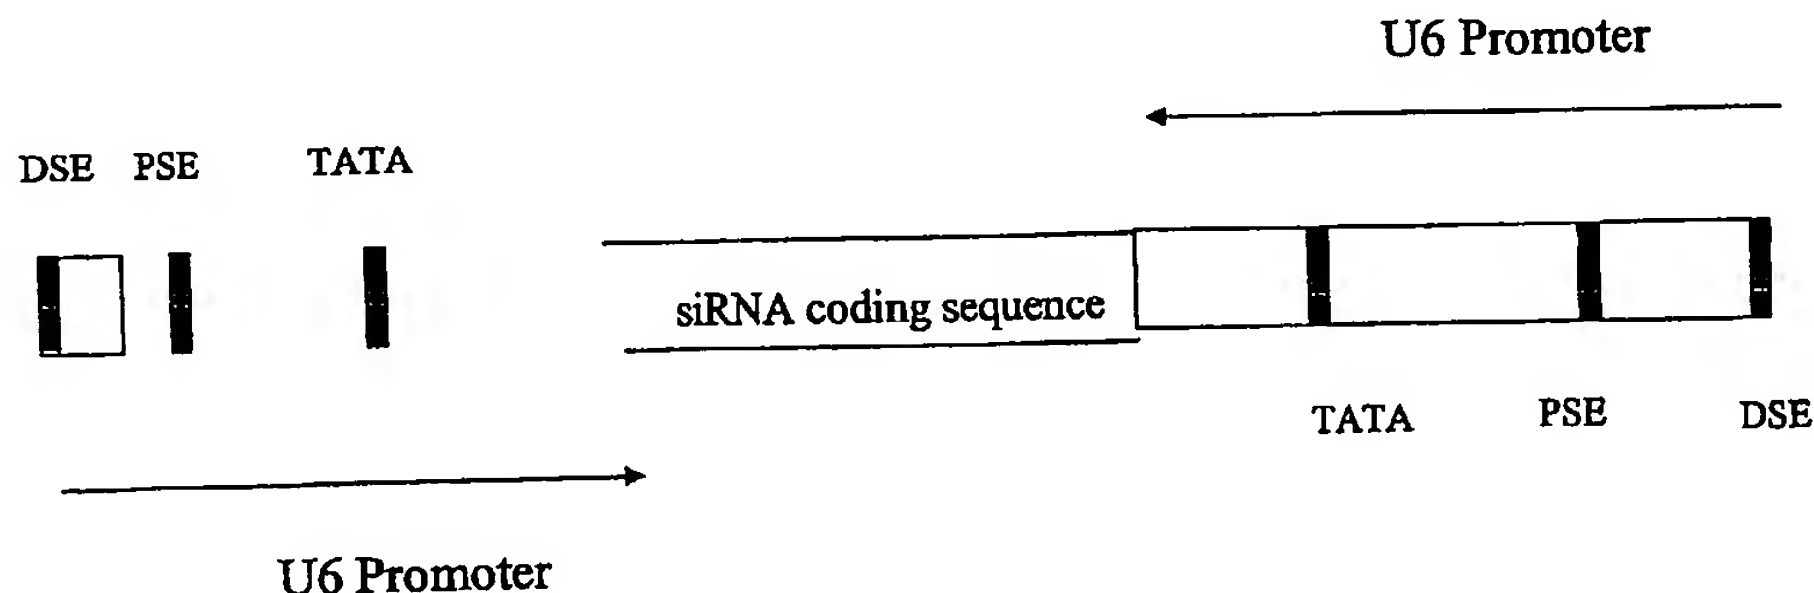 U6 Promoter
DSE PSE TATA
siRNA coding sequence
TATA PSE DSE
U6 Promoter